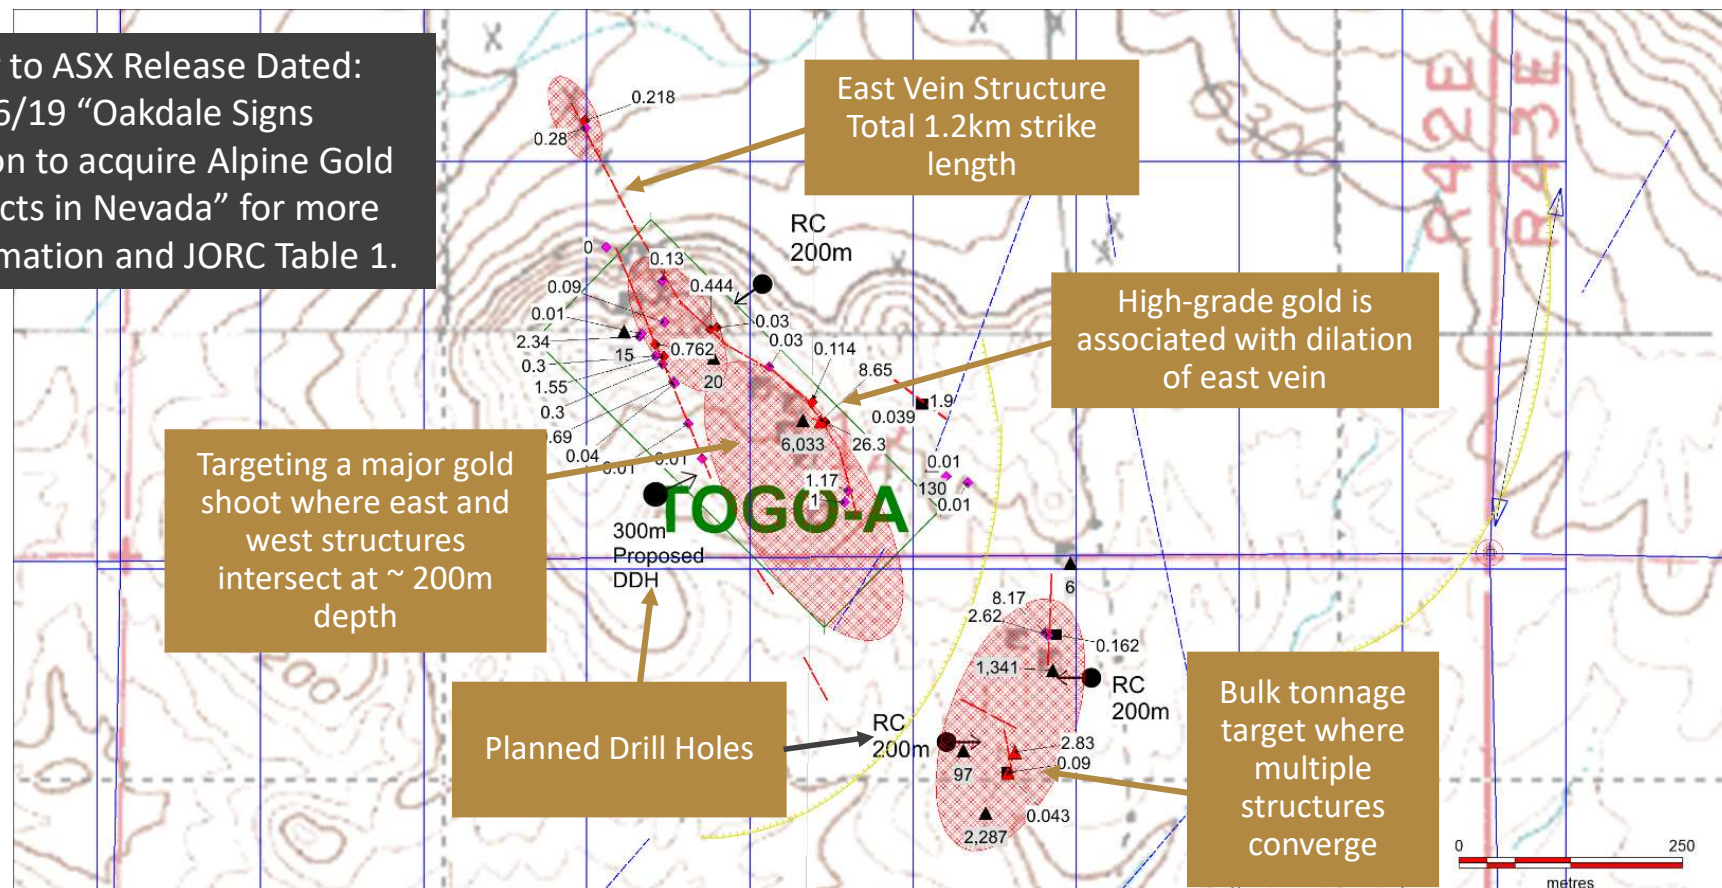 to ASX Release Dated:
6/19 “Oakdale Signs
on to acquire Alpine Gold
cts in Nevada” for more
mation and JORC Table 1.
East Vein Structure
Total 1.2km strike
length
R42E
R43E
6300
0.218
0.28
RC
200m
0
0.13
0.09
0.444
0.01
0.03
2.34
0.03
15
0.762
0.114
0.3
20
8.65
1.55
0.3
0.039
1.9
.69
6,033
26.3
0.04
0.01
0.01
High-grade gold is
associated with dilation
of east vein
Targeting a major gold
shoot where east and
west structures
intersect at ~ 200m
depth
1.17
1
0.01
130
0.01
TOGO-A
300m
Proposed
DDH
6
8.17
2.62
0.162
1,341
RC
200m
Planned Drill Holes
RC
200m
2.83
0.09
97
0.043
2,287
Bulk tonnage
target where
multiple
structures
converge
200
0
250
metres